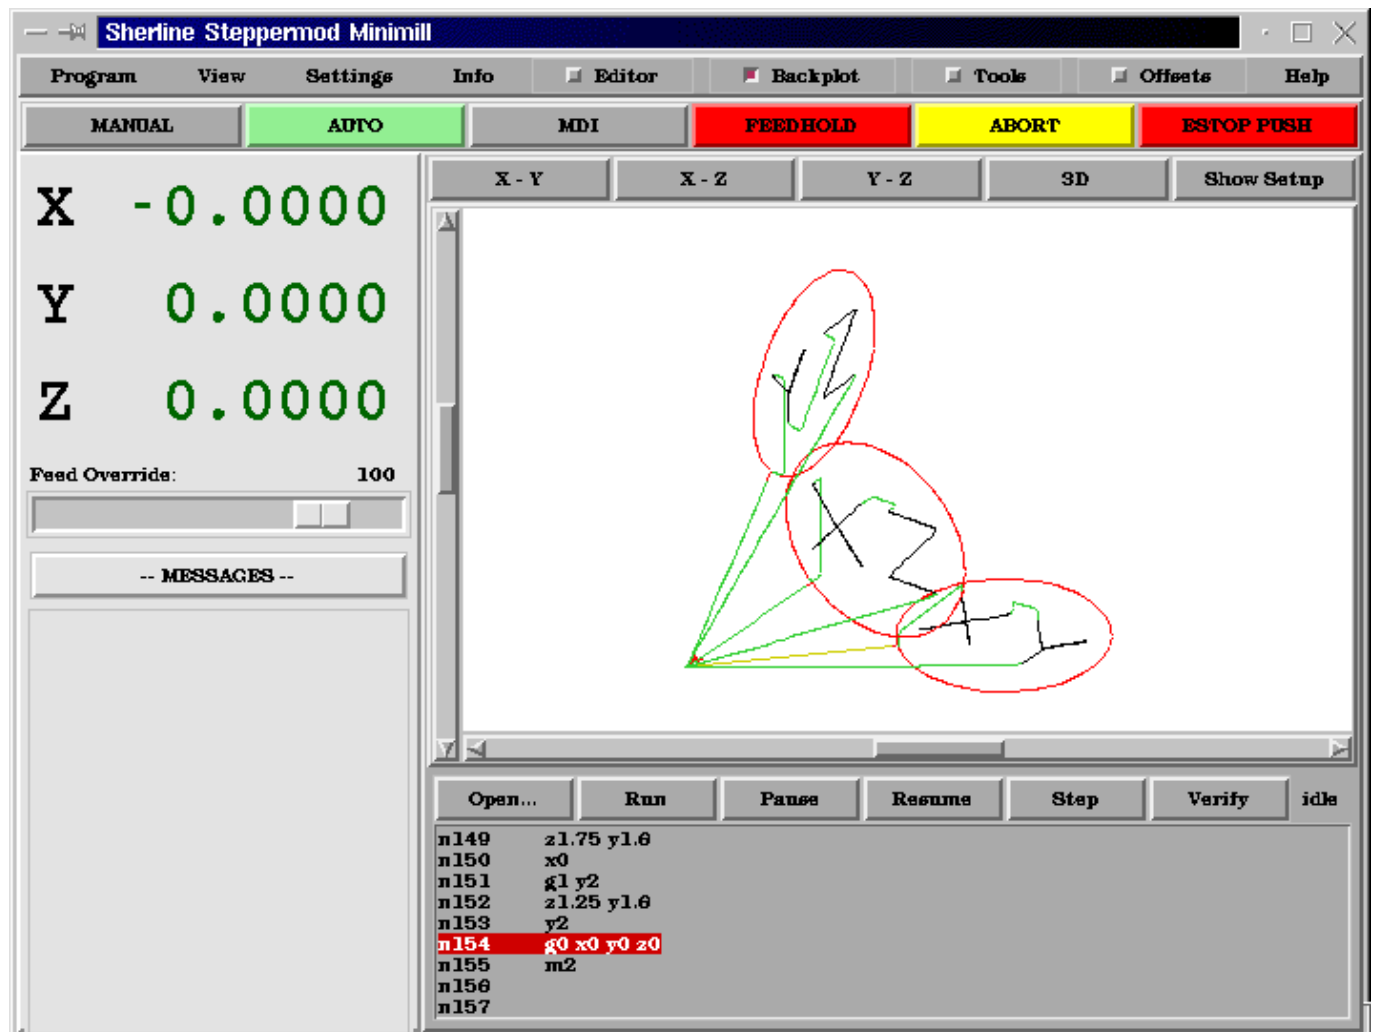 Sherline Steppermod Minimill
Program View Settings Info Editor Backplot Tools Offsets Help
MANUAL AUTO MDI FEEDHOLD ABORT ESTOP PUSH
X - Y X - Z Y - Z 3D Show Setup
X -0.0000
Y 0.0000
Z 0.0000
Feed Override: 100
-- MESSAGES --
Y Z
X Z
X Y
Open... Run Pause Resume Step Verify idle
n149 z1.75 y1.6
n150 x0
n151 g1 y2
n152 z1.25 y1.6
n153 y2
n154 g0 x0 y0 z0
n155 m2
n156
n157